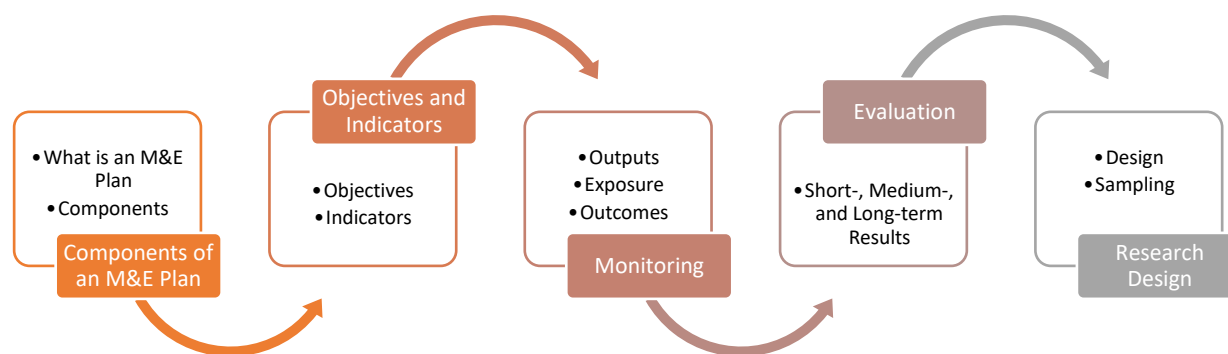 • What is an M&E
Plan
• Components
Components of
an M&E Plan
Objectives and
Indicators
• Objectives
• Indicators
• Outputs
• Exposure
• Outcomes
Monitoring
Evaluation
• Short-, Medium-,
and Long-term
Results
• Design
• Sampling
Research
Design